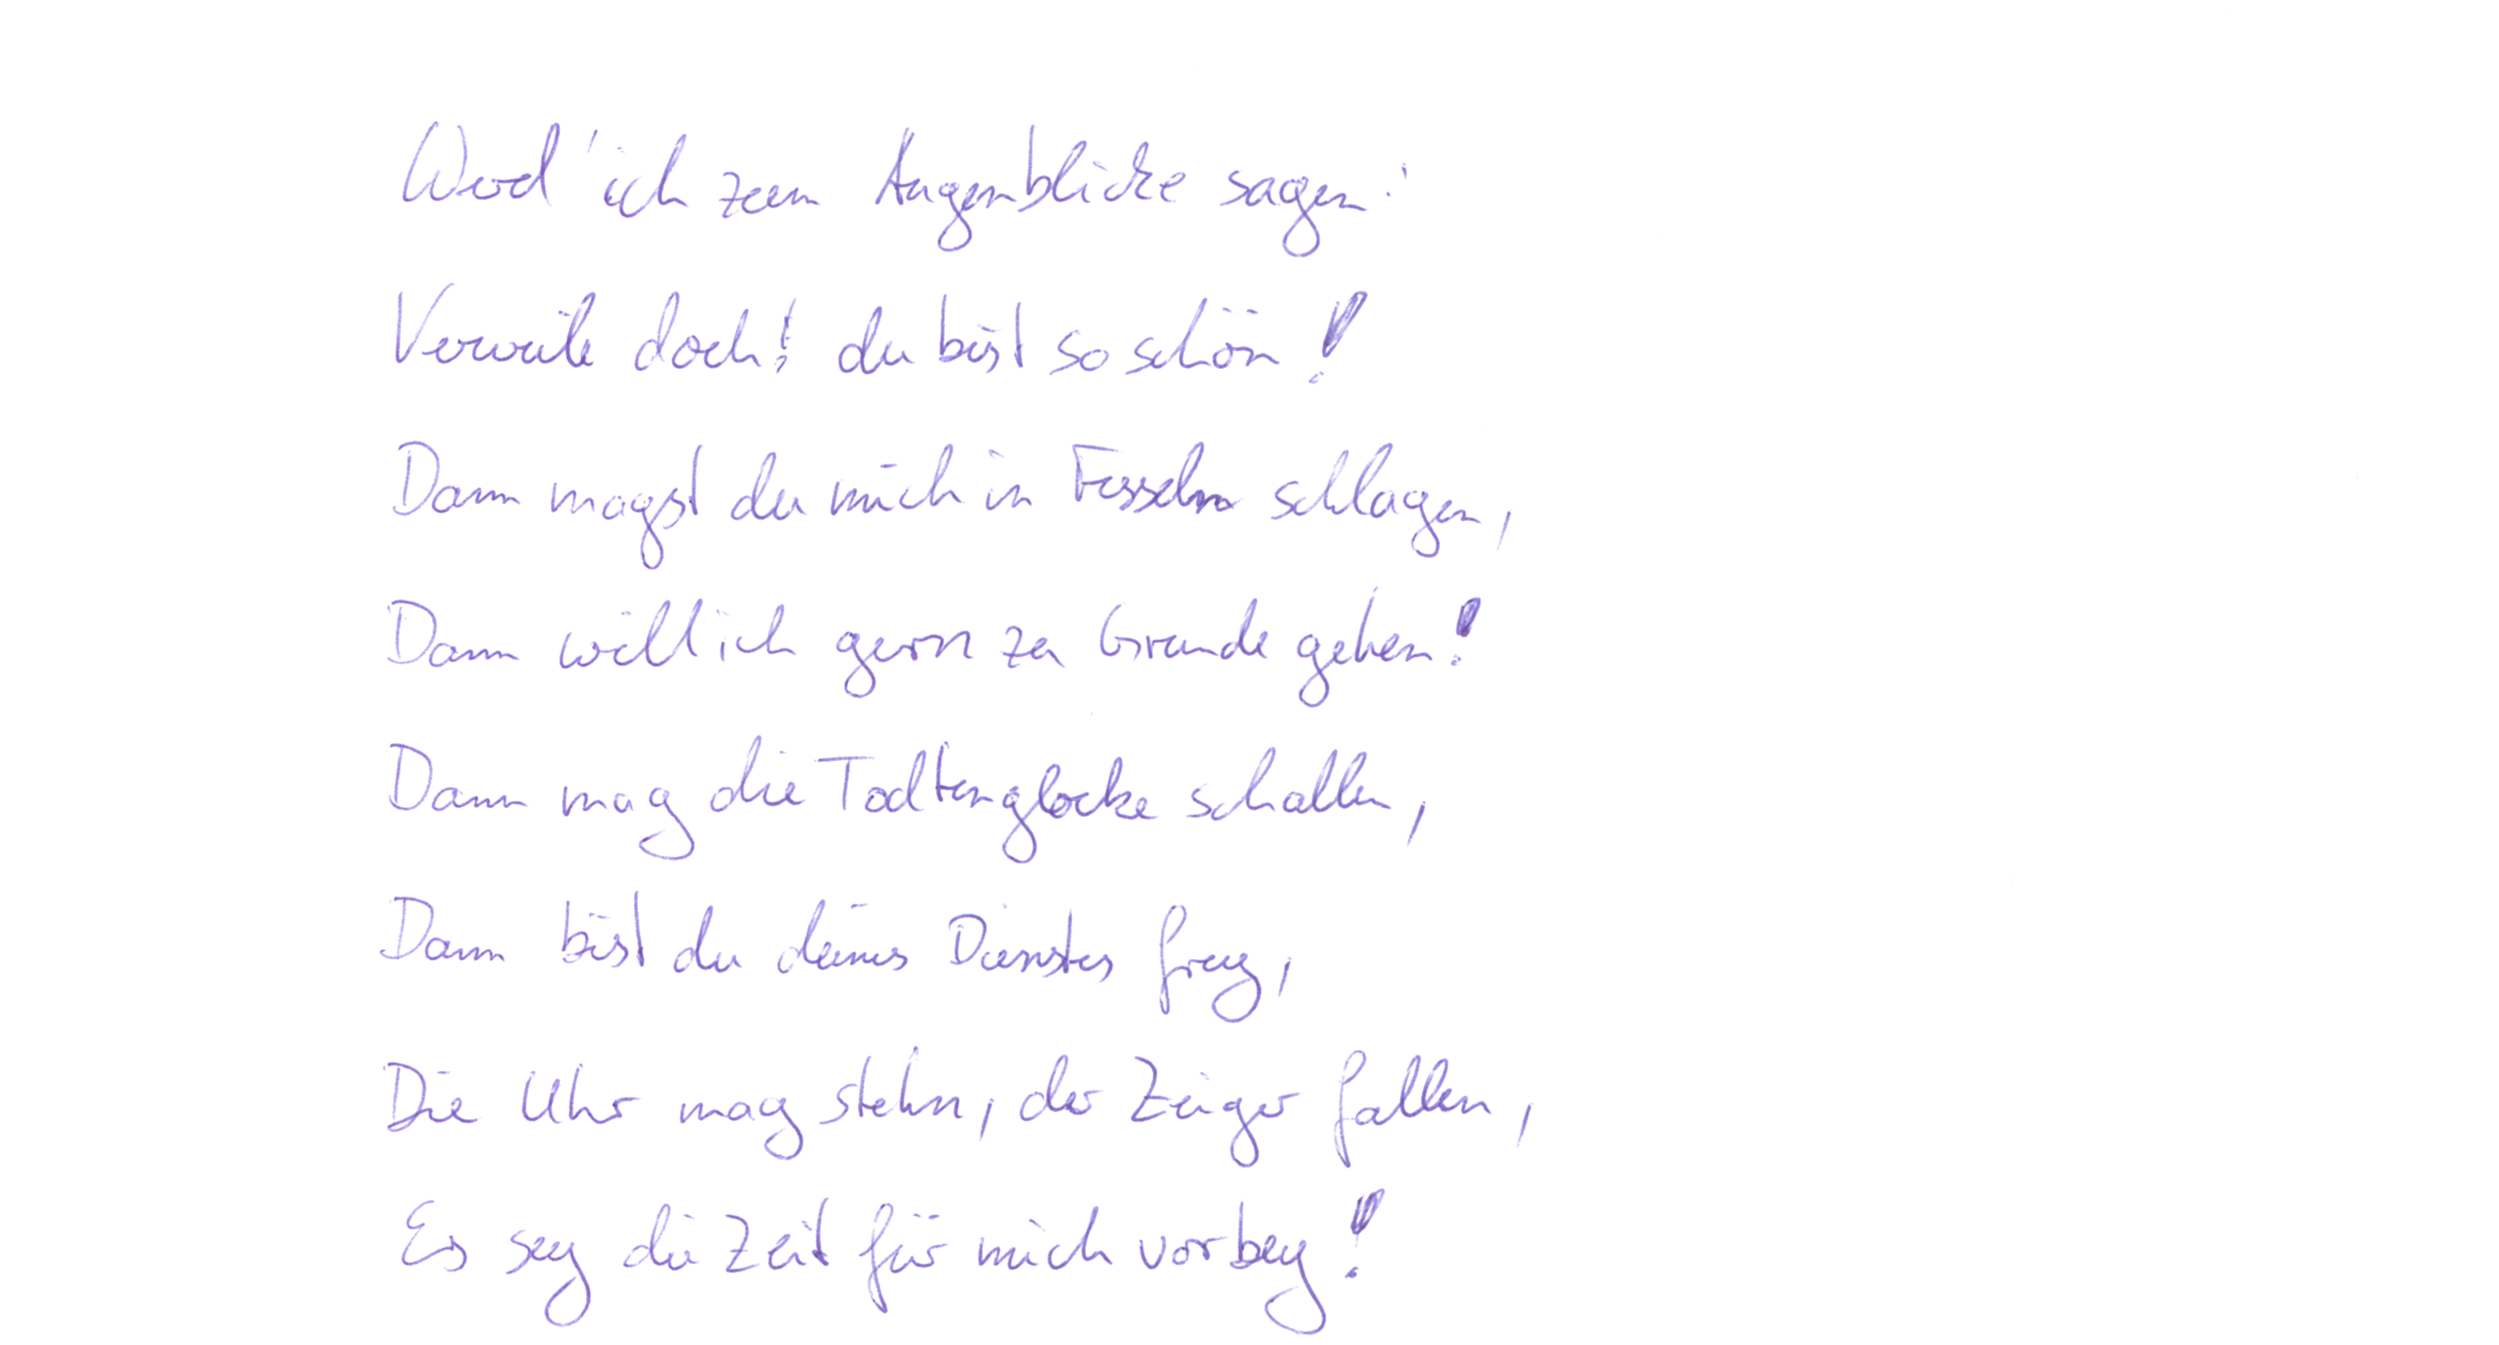 Werd' ich zum Augenblicke sagen:
Verweile doch! du bist so schön!
Dann magst du mich in Fesseln schlagen,
Dann will ich gern zu Grunde gehen!
Dann mag die Todtenglocke schallen,
Dann bist du deines Dienstes frey,
Die Uhr mag stehn, der Zeiger fallen,
Es sey die Zeit für mich vorbey!